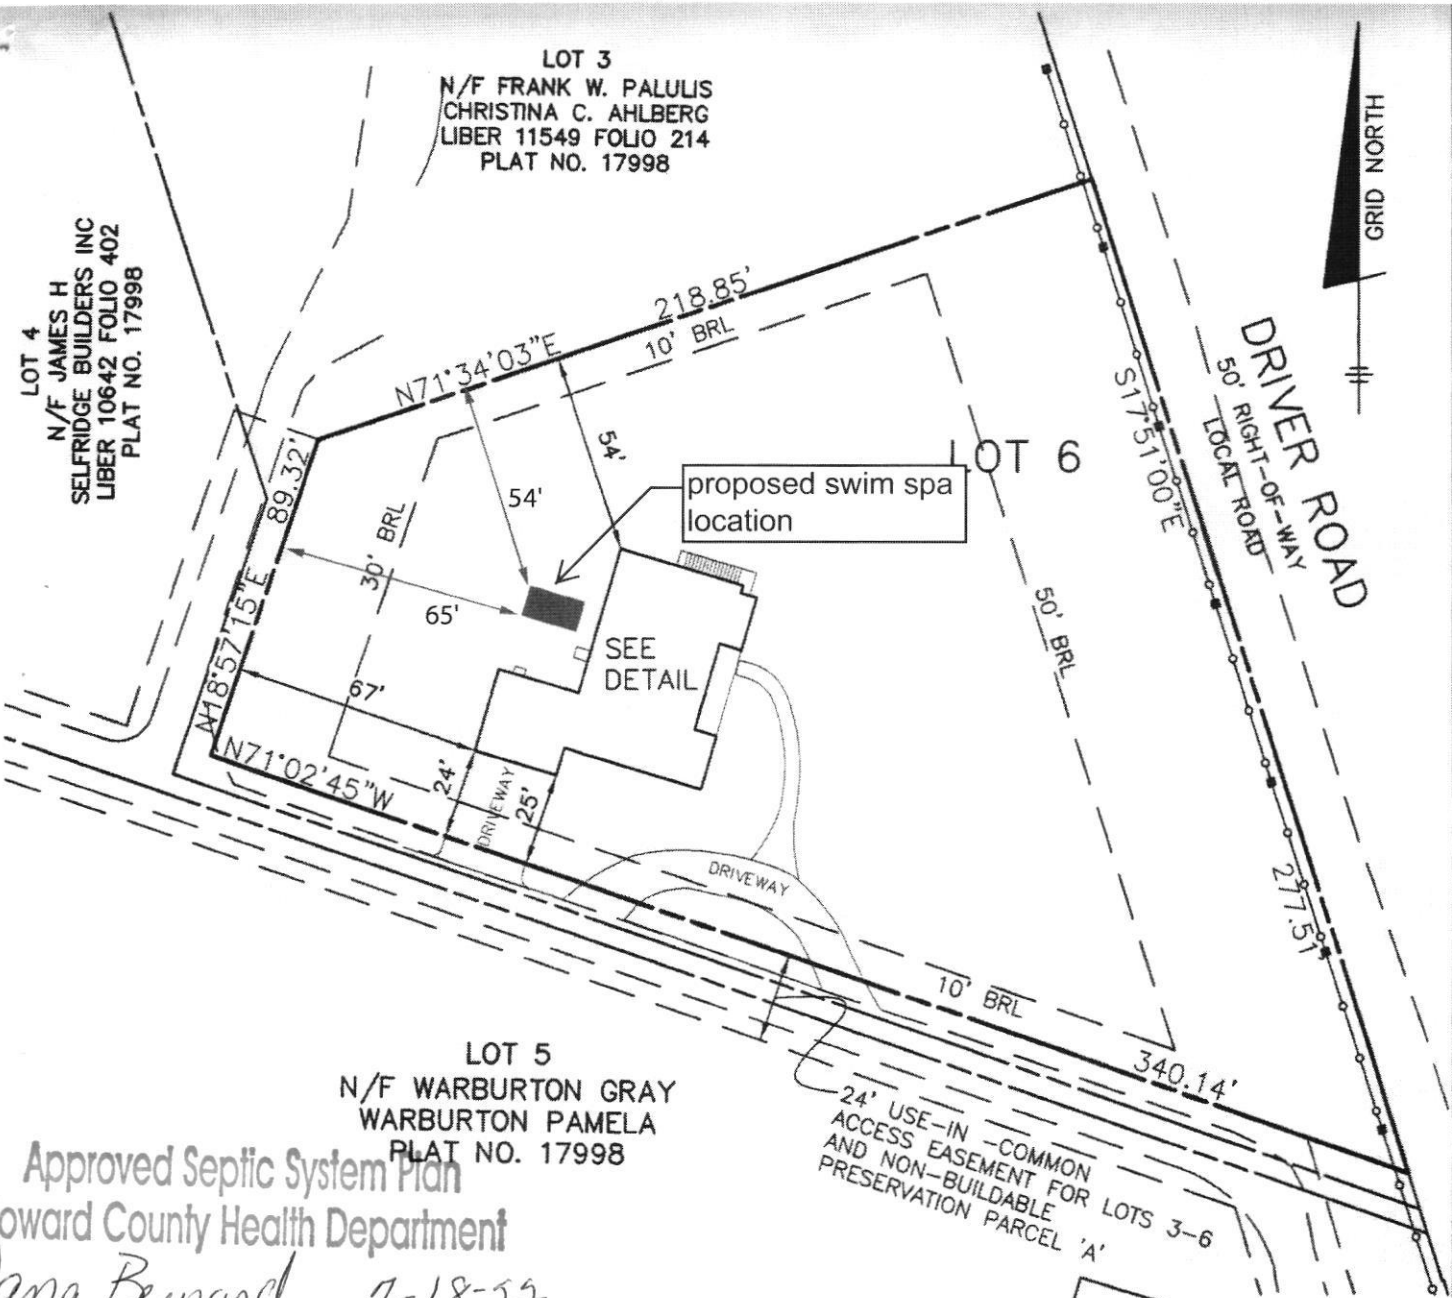 LOT 3
N/F FRANK W. PALULIS
CHRISTINA C. AHLBERG
LIBER 11549 FOLIO 214
PLAT NO. 17998
GRID NORTH
LOT 4
N/F JAMES H
SELFRIDGE BUILDERS INC
LIBER 10642 FOLIO 402
PLAT NO. 17998
218.85'
N71°34'03"E
10' BRL
DRIVER ROAD
50' RIGHT-OF-WAY
LOCAL ROAD
S17°51'00"E
277.51'
LOT 6
89.32'
N18°57'15"E
30' BRL
54'
54'
proposed swim spa
location
65'
SEE
DETAIL
50' BRL
67'
N71°02'45"W
24'
DRIVEWAY
25'
DRIVEWAY
10' BRL
340.14'
LOT 5
N/F WARBURTON GRAY
WARBURTON PAMELA
PLAT NO. 17998
24' USE-IN-COMMON
ACCESS EASEMENT FOR LOTS 3-6
AND NON-BUILDABLE
PRESERVATION PARCEL 'A'
Approved Septic System Plan
oward County Health Department